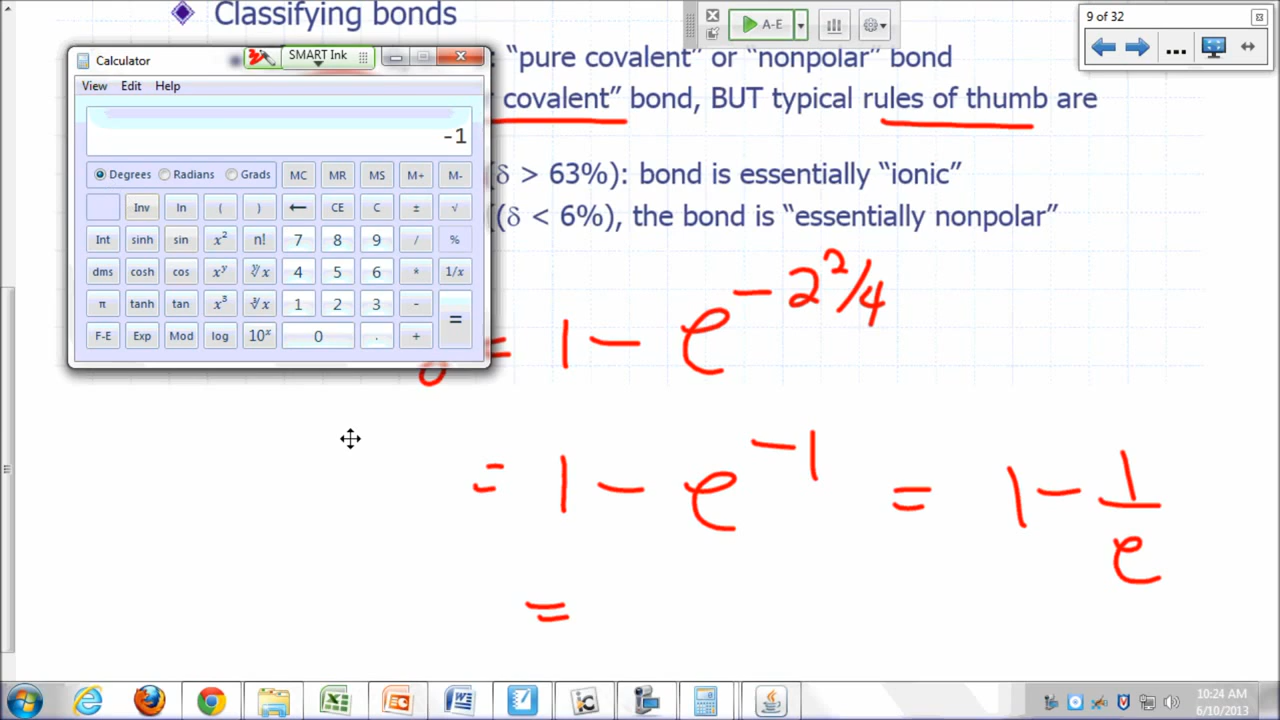 Classifying bonds
"pure covalent" or "nonpolar" bond
covalent" bond, BUT typical rules of thumb are
(δ > 63%): bond is essentially "ionic"
(δ < 6%), the bond is "essentially nonpolar"
= 1 - e^-2²/4
= 1 - e^-1 = 1 - 1/e
=
Calculator
SMART Ink
View Edit Help
-1
Degrees Radians Grads MC MR MS M+ M-
Inv ln ( ) ← CE C ± √
Int sinh sin x² n! 7 8 9 / %
dms cosh cos xʸ ʸ√x 4 5 6 * 1/x
π tanh tan x³ ³√x 1 2 3 - =
F-E Exp Mod log 10ˣ 0 . +
A-E
9 of 32
...
10:24 AM
6/10/2013